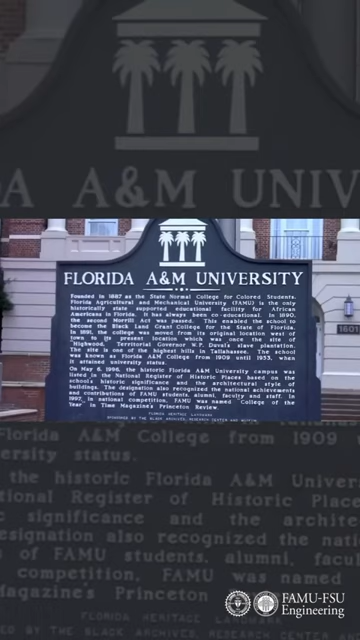 A A&M UNIV
FLORIDA A&M UNIVERSITY
Founded in 1887 as the State Normal College for Colored Students,
Florida Agricultural and Mechanical University (FAMU) is the only
historically state supported educational facility for African
Americans in Florida. It has always been co-educational. In 1890,
the second Morrill Act was passed. This enabled the school to
become the Black Land Grant College for the State of Florida.
In 1891, the college was moved from its original location west of
town to its present location which was once the site of
"Highwood," Territorial Governor W.P. Duval's slave plantation.
The site is one of the highest hills in Tallahassee. The school
was known as Florida A&M College from 1909 until 1953, when
it attained university status.
On May 6, 1996, the historic Florida A&M University campus was
listed in the National Register of Historic Places based on the
school's historic significance and the architectural style of
buildings. The designation also recognized the national achievements
and contributions of FAMU students, alumni, faculty and staff. In
1997, in national competition, FAMU was named "College of the
Year" in Time Magazine's Princeton Review.
FLORIDA HERITAGE LANDMARK
1601
Florida A&M College from 1909
ersity status.
the historic Florida A&M Univers
tional Register of Historic Place
significance and the archite
esignation also recognized the nati
of FAMU students, alumni, facul
competition, FAMU was named
agazine's Princeton
FLORIDA HERITAGE LANDMARK
ED BY THE BLACK ARCHIVES
FAMU-FSU
Engineering